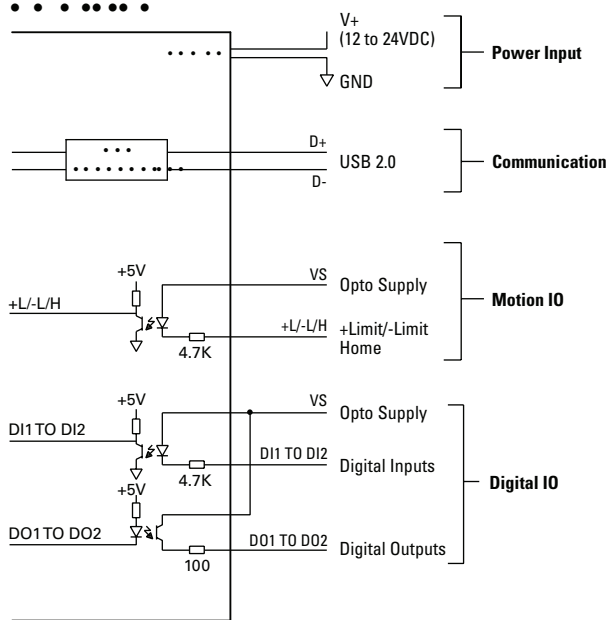 V+
(12 to 24VDC)
Power Input
GND
D+
USB 2.0
Communication
D-
+5V
VS
Opto Supply
+L/-L/H
+L/-L/H
+Limit/-Limit
Home
Motion IO
4.7K
+5V
VS
Opto Supply
DI1 TO DI2
DI1 TO DI2
Digital Inputs
4.7K
Digital IO
+5V
DO1 TO DO2
DO1 TO DO2
Digital Outputs
100